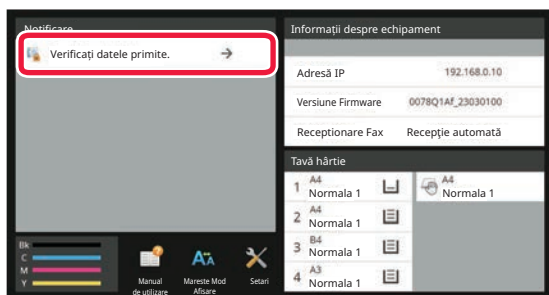 Notificare
Verificați datele primite.
Informații despre echipament
Adresă IP 192.168.0.10
Versiune Firmware 0078Q1Af_23030100
Receptionare Fax Recepție automată
Tavă hârtie
1 A4
Normala 1
A4
Normala 1
2 A4
Normala 1
3 B4
Normala 1
4 A3
Normala 1
Bk
C
M
Y
Manual
de utilizare
Mareste Mod
Afisare
Setari